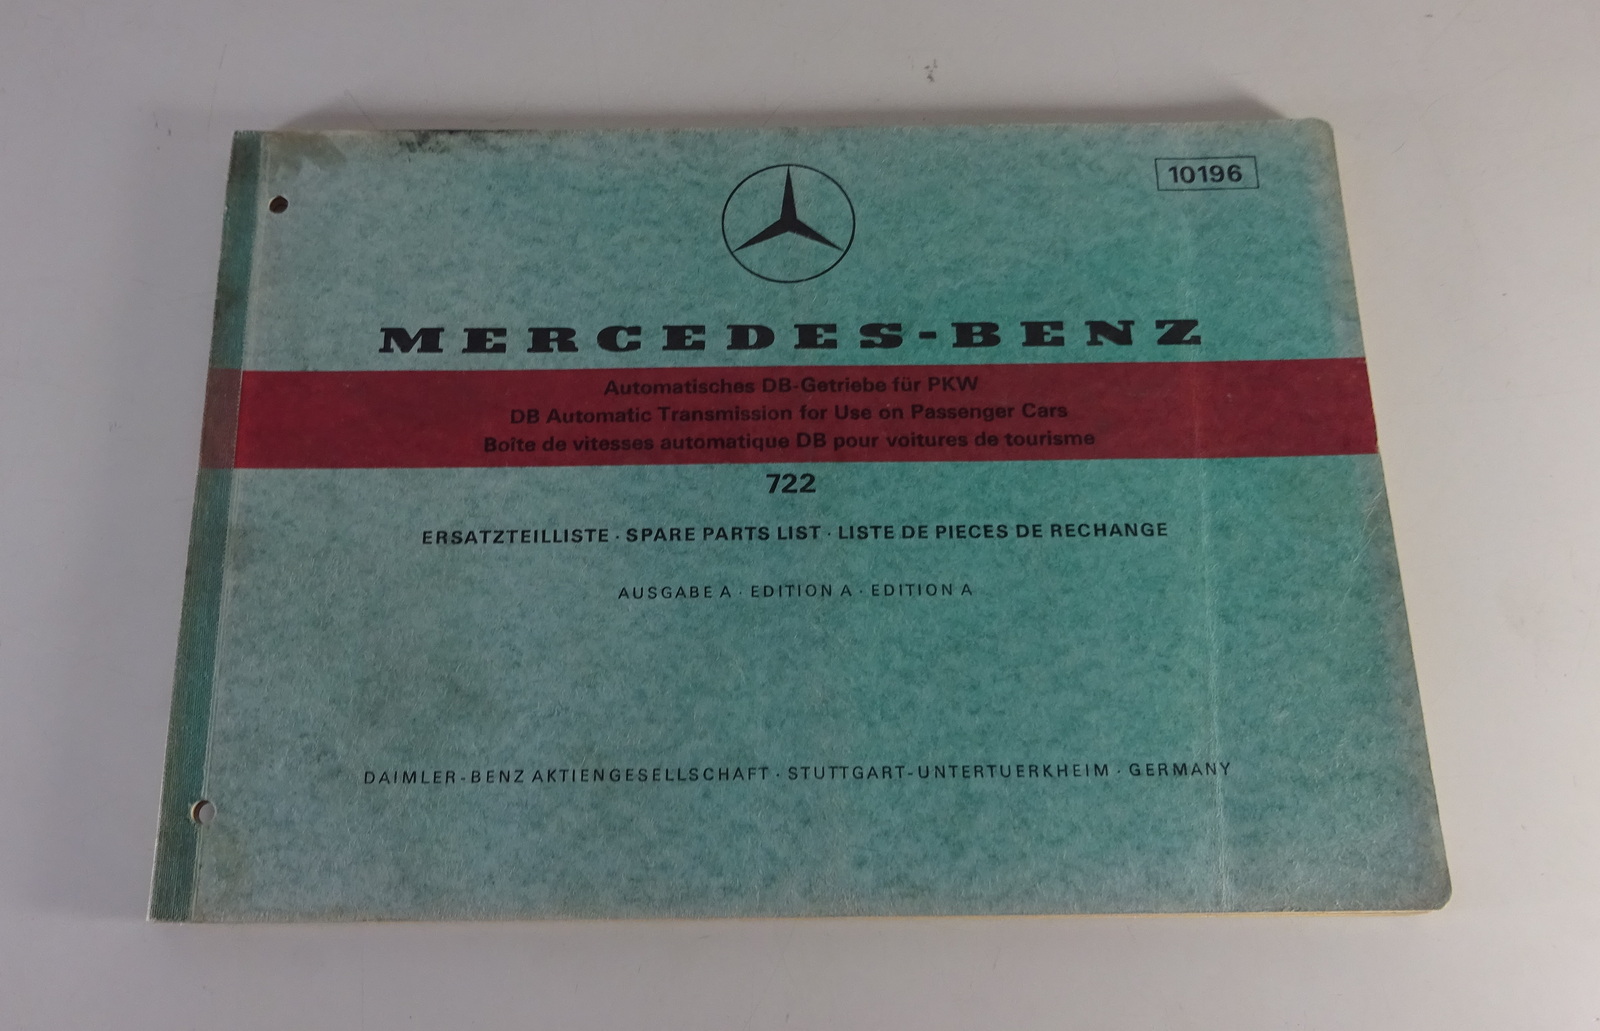 10196
MERCEDES-BENZ
Automatisches DB-Getriebe für PKW
DB Automatic Transmission for Use on Passenger Cars
Boîte de vitesses automatique DB pour voitures de tourisme
722
ERSATZTEILLISTE · SPARE PARTS LIST · LISTE DE PIECES DE RECHANGE
AUSGABE A · EDITION A · EDITION A
DAIMLER-BENZ AKTIENGESELLSCHAFT · STUTTGART-UNTERTUERKHEIM · GERMANY